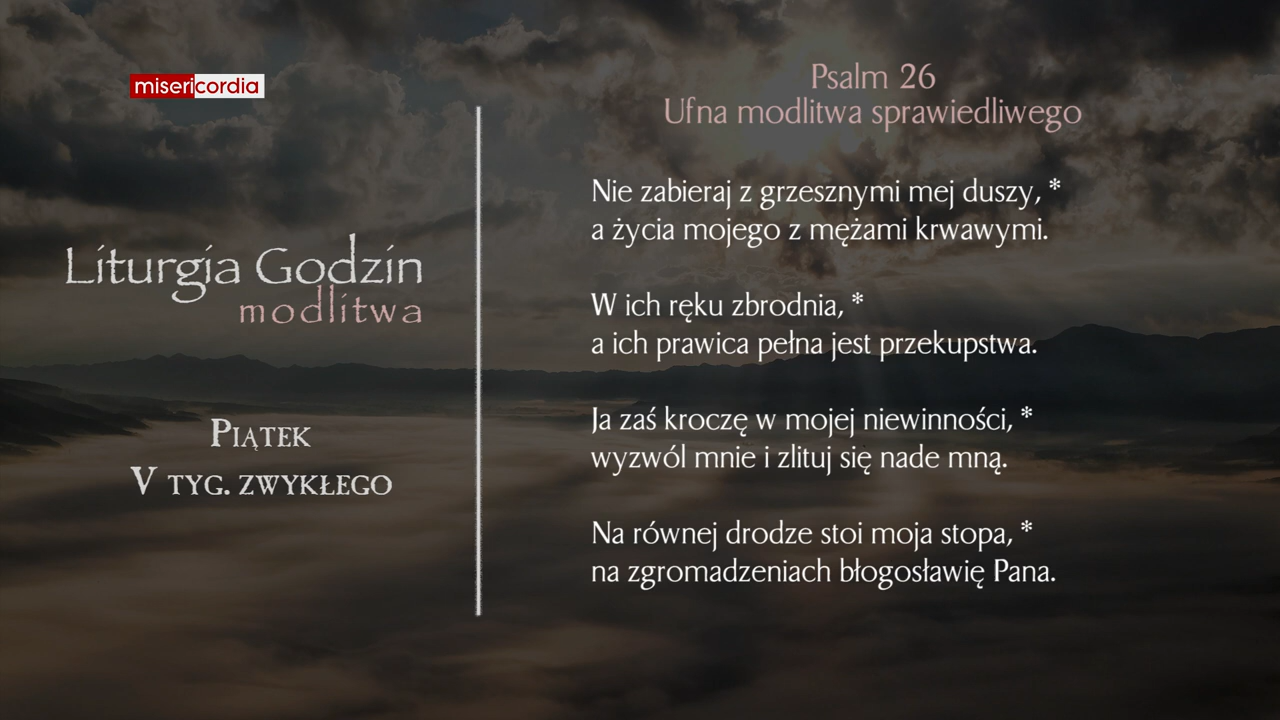 misericordia
Liturgia Godzin
modlitwa
Piątek
V tyg. zwykłego
Psalm 26
Ufna modlitwa sprawiedliwego
Nie zabieraj z grzesznymi mej duszy, *
a życia mojego z mężami krwawymi.
W ich ręku zbrodnia, *
a ich prawica pełna jest przekupstwa.
Ja zaś kroczę w mojej niewinności, *
wyzwól mnie i zlituj się nade mną.
Na równej drodze stoi moja stopa, *
na zgromadzeniach błogosławię Pana.